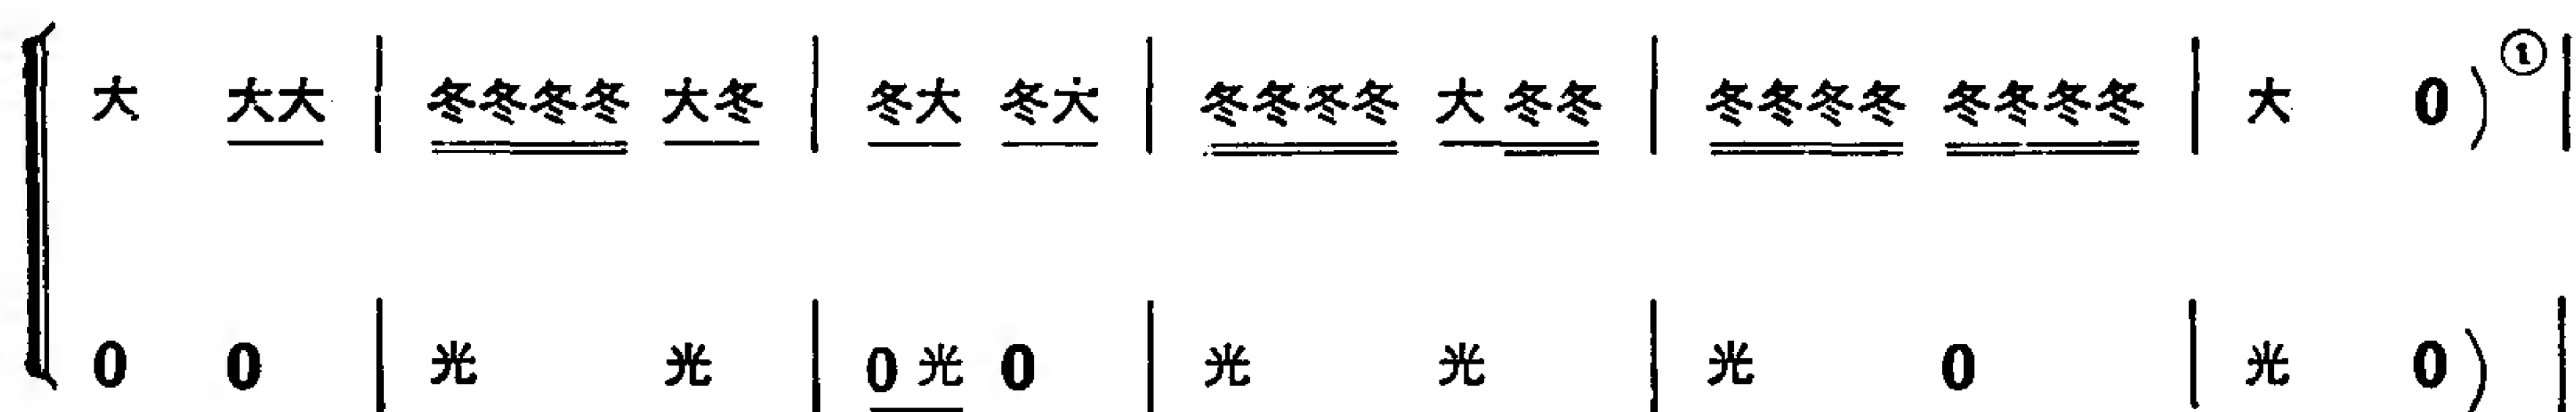 大 大大 | 冬冬冬冬 大冬 | 冬大 冬大 | 冬冬冬冬 大冬冬 | 冬冬冬冬 冬冬冬冬 | 大 0)① |
0 0 | 光 光 | 0光 0 | 光 光 | 光 0 | 光 0) |